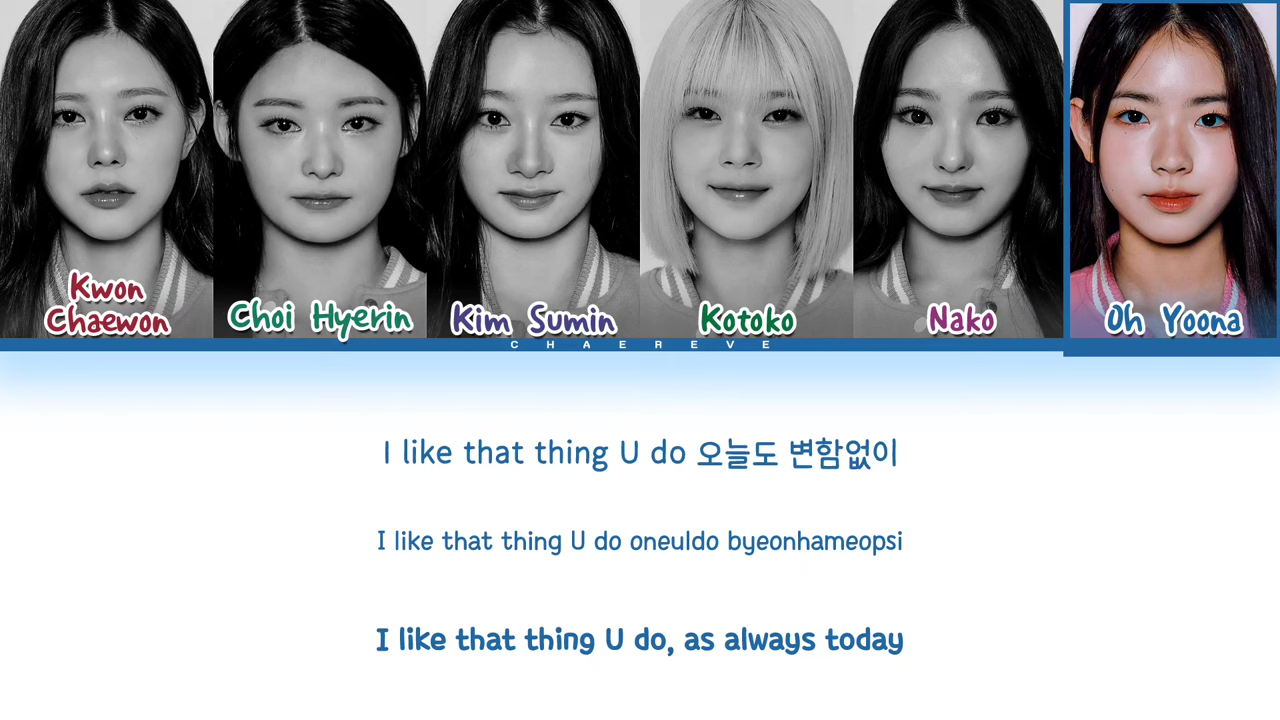 Kwon
Chaewon
Choi Hyerin
Kim Sumin
Kotoko
Nako
Oh Yoona
CHAEREVE
I like that thing U do 오늘도 변함없이
I like that thing U do oneuldo byeonhameopsi
I like that thing U do, as always today